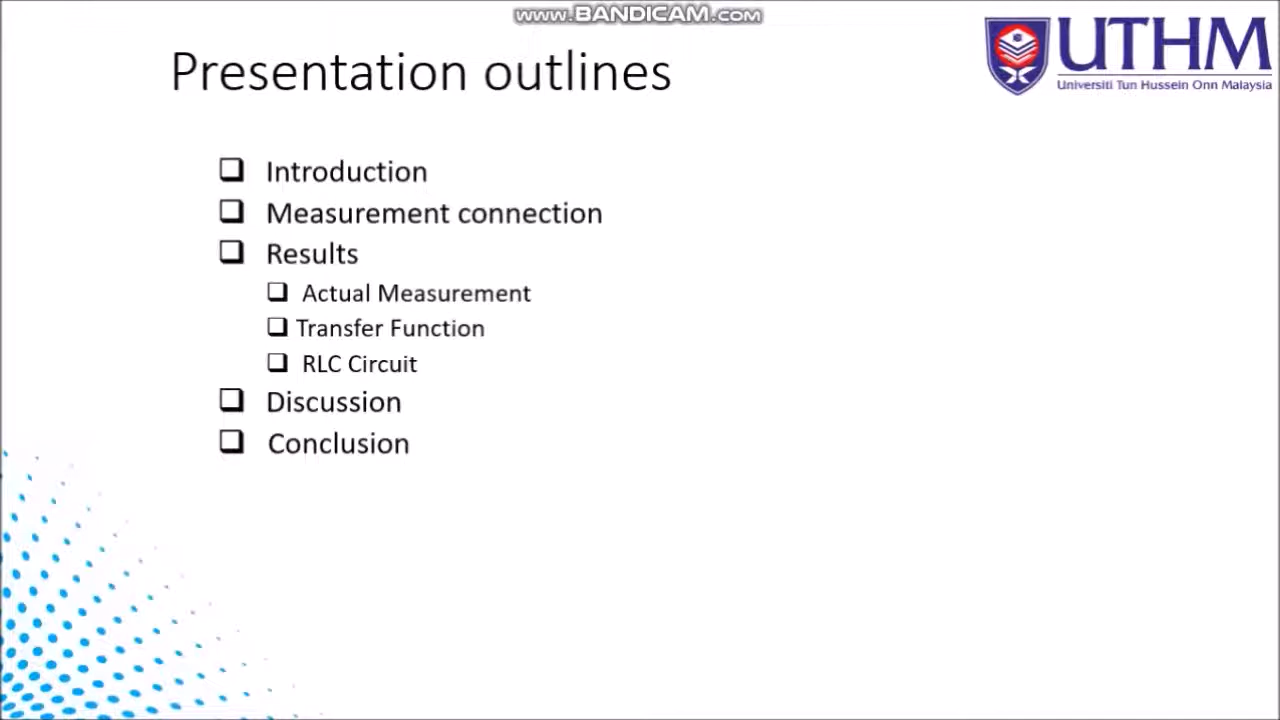 www.BANDICAM.com
UTHM
Universiti Tun Hussein Onn Malaysia
Presentation outlines
Introduction
Measurement connection
Results
Actual Measurement
Transfer Function
RLC Circuit
Discussion
Conclusion